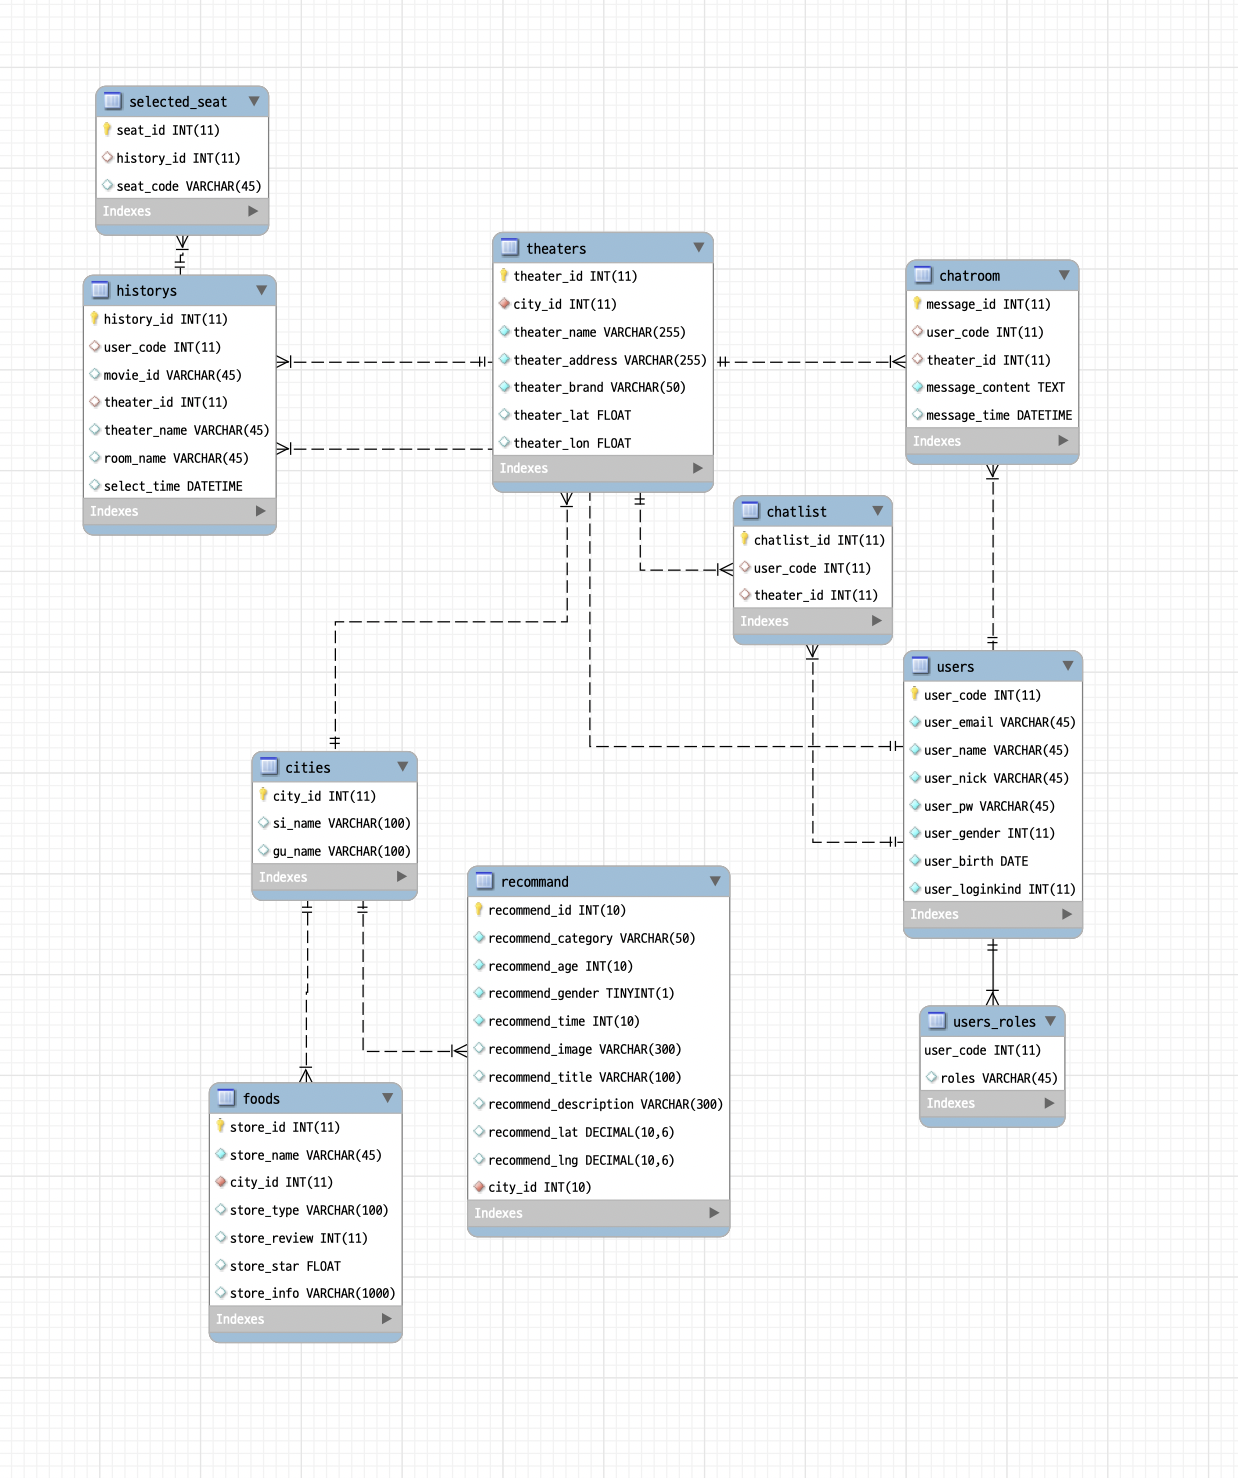 selected_seat
seat_id INT(11)
history_id INT(11)
seat_code VARCHAR(45)
Indexes
historys
history_id INT(11)
user_code INT(11)
movie_id VARCHAR(45)
theater_id INT(11)
theater_name VARCHAR(45)
room_name VARCHAR(45)
select_time DATETIME
Indexes
theaters
theater_id INT(11)
city_id INT(11)
theater_name VARCHAR(255)
theater_address VARCHAR(255)
theater_brand VARCHAR(50)
theater_lat FLOAT
theater_lon FLOAT
Indexes
chatroom
message_id INT(11)
user_code INT(11)
theater_id INT(11)
message_content TEXT
message_time DATETIME
Indexes
chatlist
chatlist_id INT(11)
user_code INT(11)
theater_id INT(11)
Indexes
users
user_code INT(11)
user_email VARCHAR(45)
user_name VARCHAR(45)
user_nick VARCHAR(45)
user_pw VARCHAR(45)
user_gender INT(11)
user_birth DATE
user_loginkind INT(11)
Indexes
cities
city_id INT(11)
si_name VARCHAR(100)
gu_name VARCHAR(100)
Indexes
recommand
recommend_id INT(10)
recommend_category VARCHAR(50)
recommend_age INT(10)
recommend_gender TINYINT(1)
recommend_time INT(10)
recommend_image VARCHAR(300)
recommend_title VARCHAR(100)
recommend_description VARCHAR(300)
recommend_lat DECIMAL(10,6)
recommend_lng DECIMAL(10,6)
city_id INT(10)
Indexes
users_roles
user_code INT(11)
roles VARCHAR(45)
Indexes
foods
store_id INT(11)
store_name VARCHAR(45)
city_id INT(11)
store_type VARCHAR(100)
store_review INT(11)
store_star FLOAT
store_info VARCHAR(1000)
Indexes